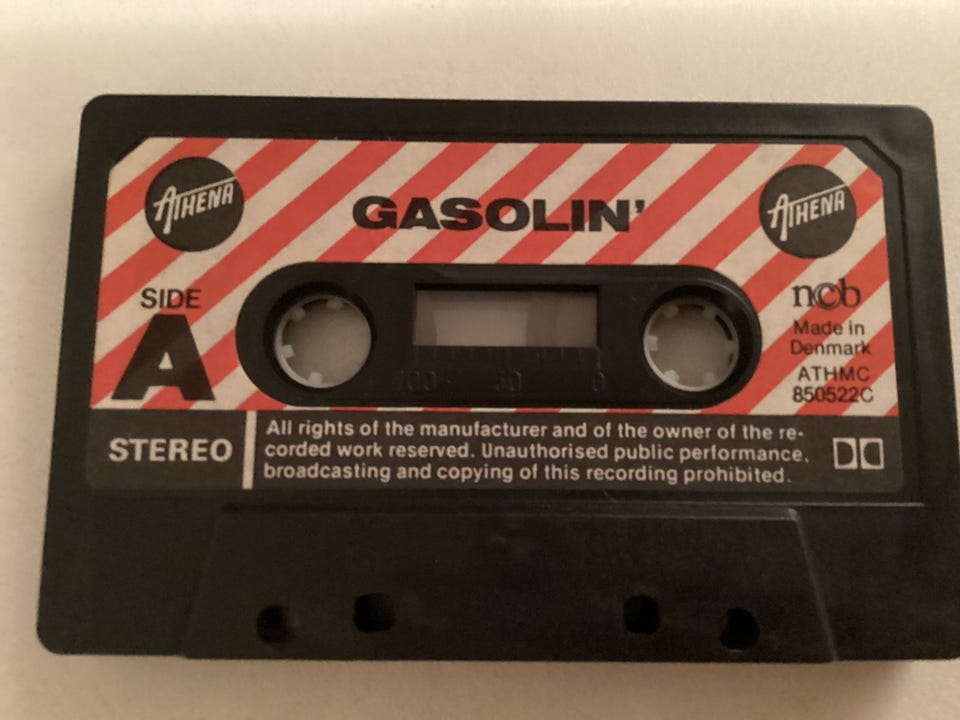 ATHENA
GASOLIN'
ATHENA
SIDE
A
ncb
Made in
Denmark
ATHMC
850522C
100 50 0
STEREO
All rights of the manufacturer and of the owner of the re-
corded work reserved. Unauthorised public performance,
broadcasting and copying of this recording prohibited.